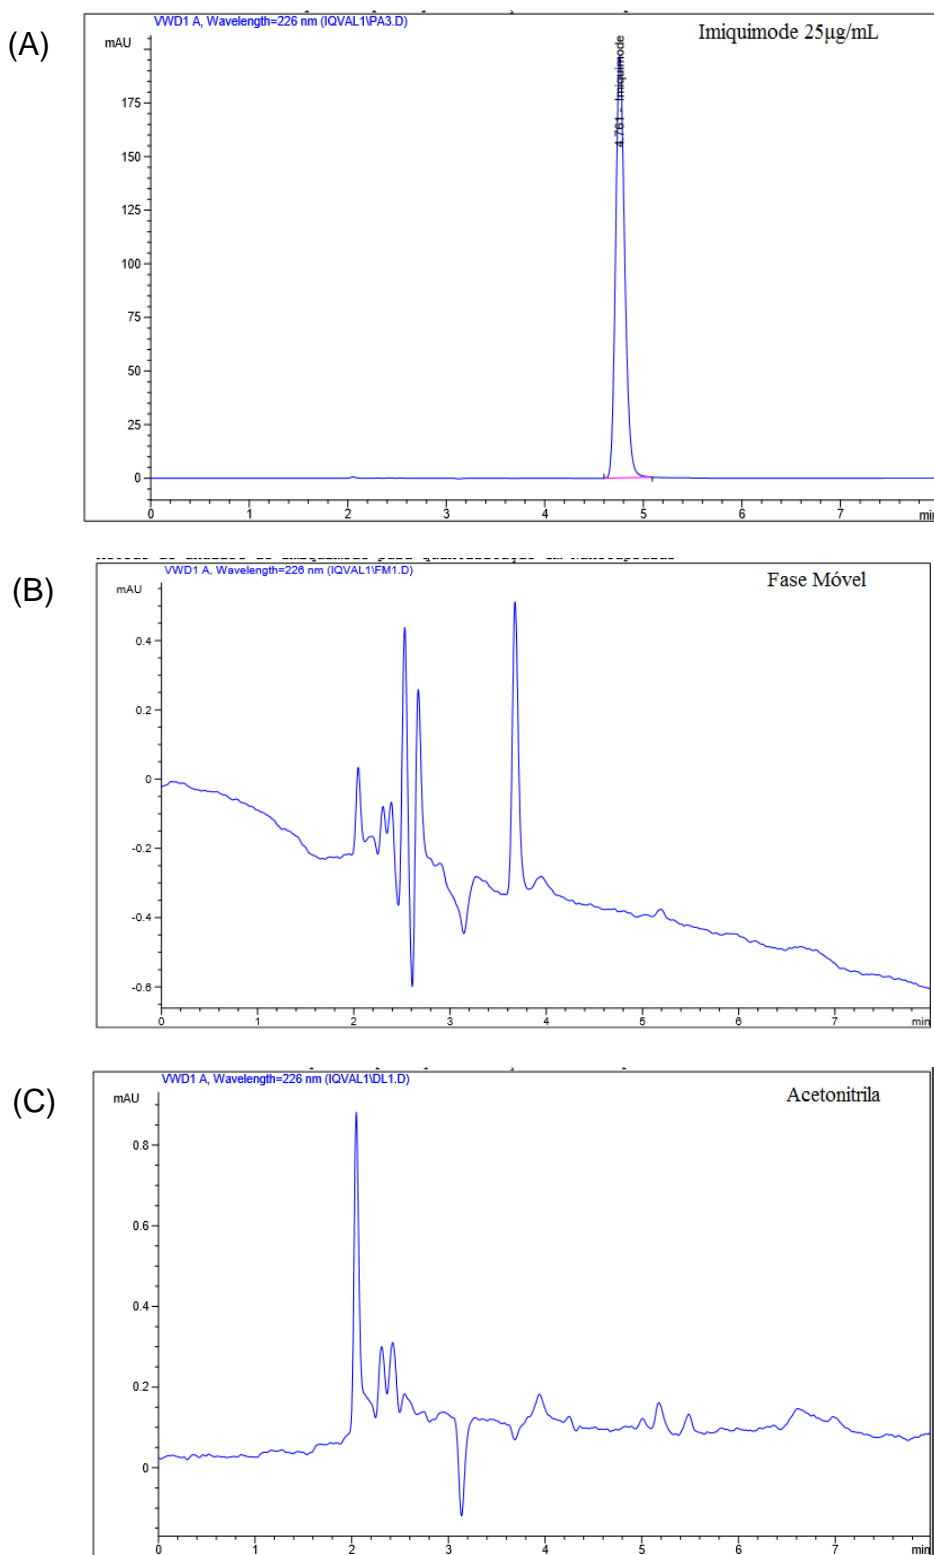 (A)
VWD1 A, Wavelength=226 nm (IQVAL1\PA3.D)
mAU
Imiquimode 25µg/mL
4.761 - Imiquimode
175
150
125
100
75
50
25
0
0 1 2 3 4 5 6 7 min
(B)
VWD1 A, Wavelength=226 nm (IQVAL1\FM1.D)
mAU
Fase Móvel
0.4
0.2
0
-0.2
-0.4
-0.6
0 1 2 3 4 5 6 7 min
(C)
VWD1 A, Wavelength=226 nm (IQVAL1\DL1.D)
mAU
Acetonitrila
0.8
0.6
0.4
0.2
0
0 1 2 3 4 5 6 7 min